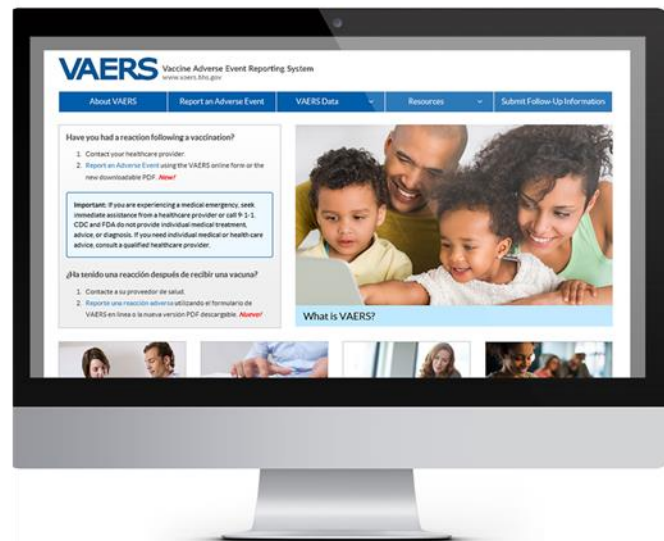 VAERS Vaccine Adverse Event Reporting System
www.vaers.hhs.gov
About VAERS Report an Adverse Event VAERS Data Resources Submit Follow-Up Information
Have you had a reaction following a vaccination?
1. Contact your healthcare provider.
2. Report an Adverse Event using the VAERS online form or the
new downloadable PDF. New!
Important: If you are experiencing a medical emergency, seek
immediate assistance from a healthcare provider or call 9-1-1.
CDC and FDA do not provide individual medical treatment,
advice, or diagnosis. If you need individual medical or health care
advice, consult a qualified healthcare provider.
¿Ha tenido una reacción después de recibir una vacuna?
1. Contacte a su proveedor de salud.
2. Reporte una reacción adversa utilizando el formulario de
VAERS en línea o la nueva versión PDF descargable. Nuevo!
What is VAERS?